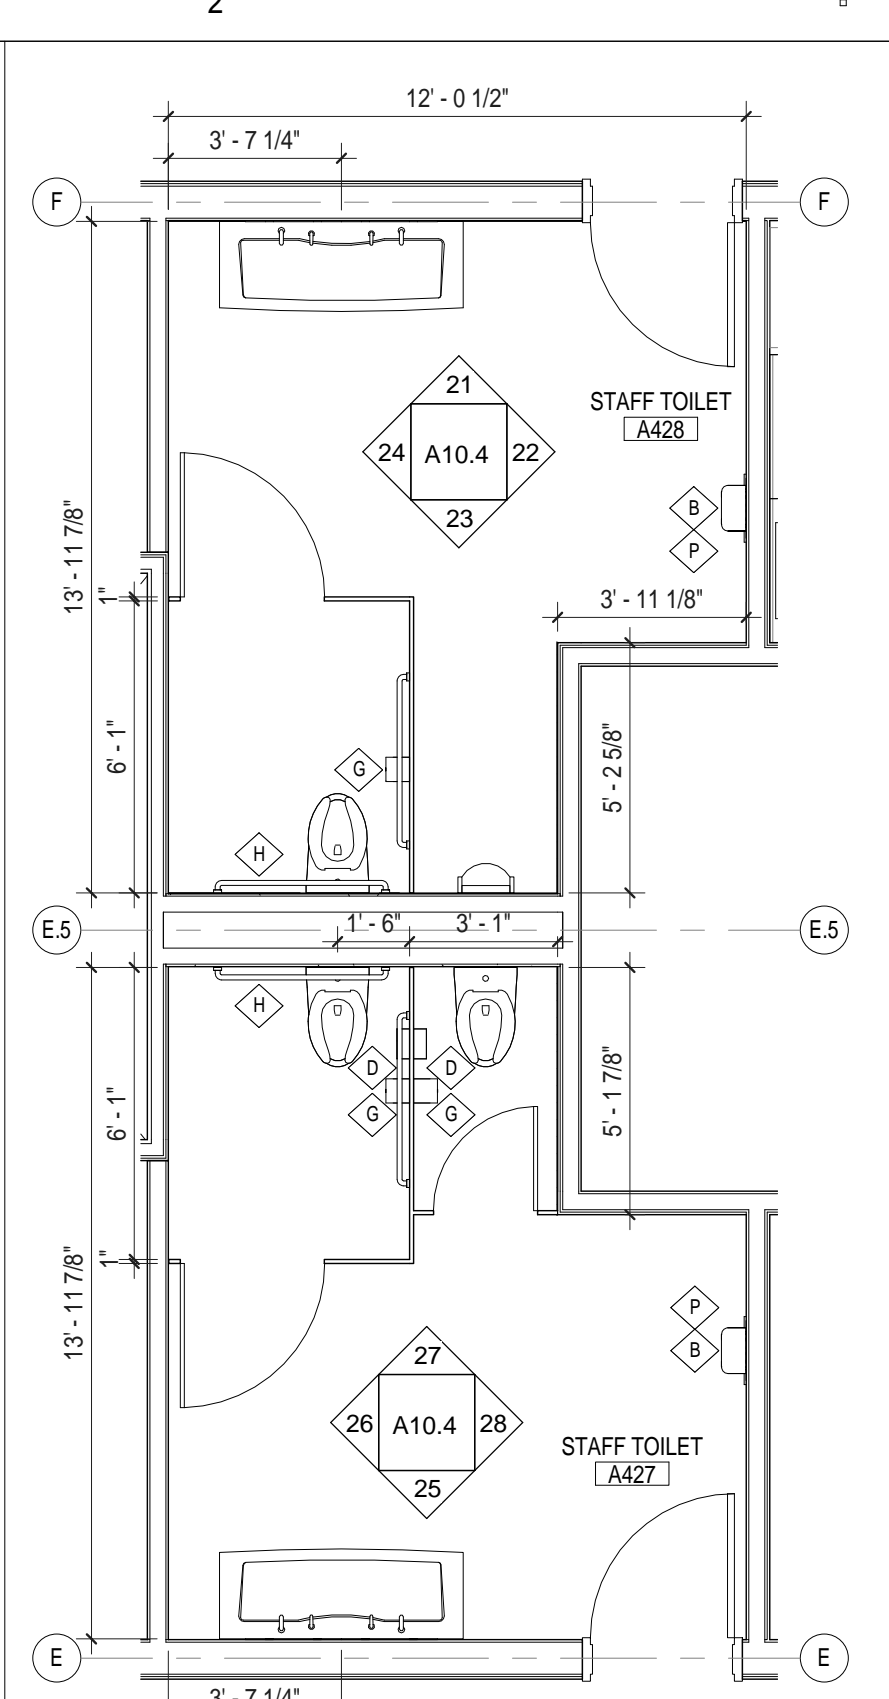 2
12' - 0 1/2"
3' - 7 1/4"
F
F
21
STAFF TOILET
A428
24
A10.4
22
23
B
P
13' - 11 7/8"
1"
3' - 11 1/8"
6' - 1"
5' - 2 5/8"
G
H
E.5
1' - 6"
3' - 1"
E.5
H
D
D
G
G
6' - 1"
5' - 1 7/8"
1"
13' - 11 7/8"
P
B
27
26
A10.4
28
25
STAFF TOILET
A427
E
E
3' - 7 1/4"